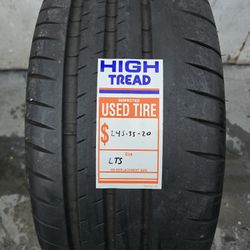 HIGH
TREAD
INSPECTED
USED TIRE
$ 245-35-20
Size
LTS